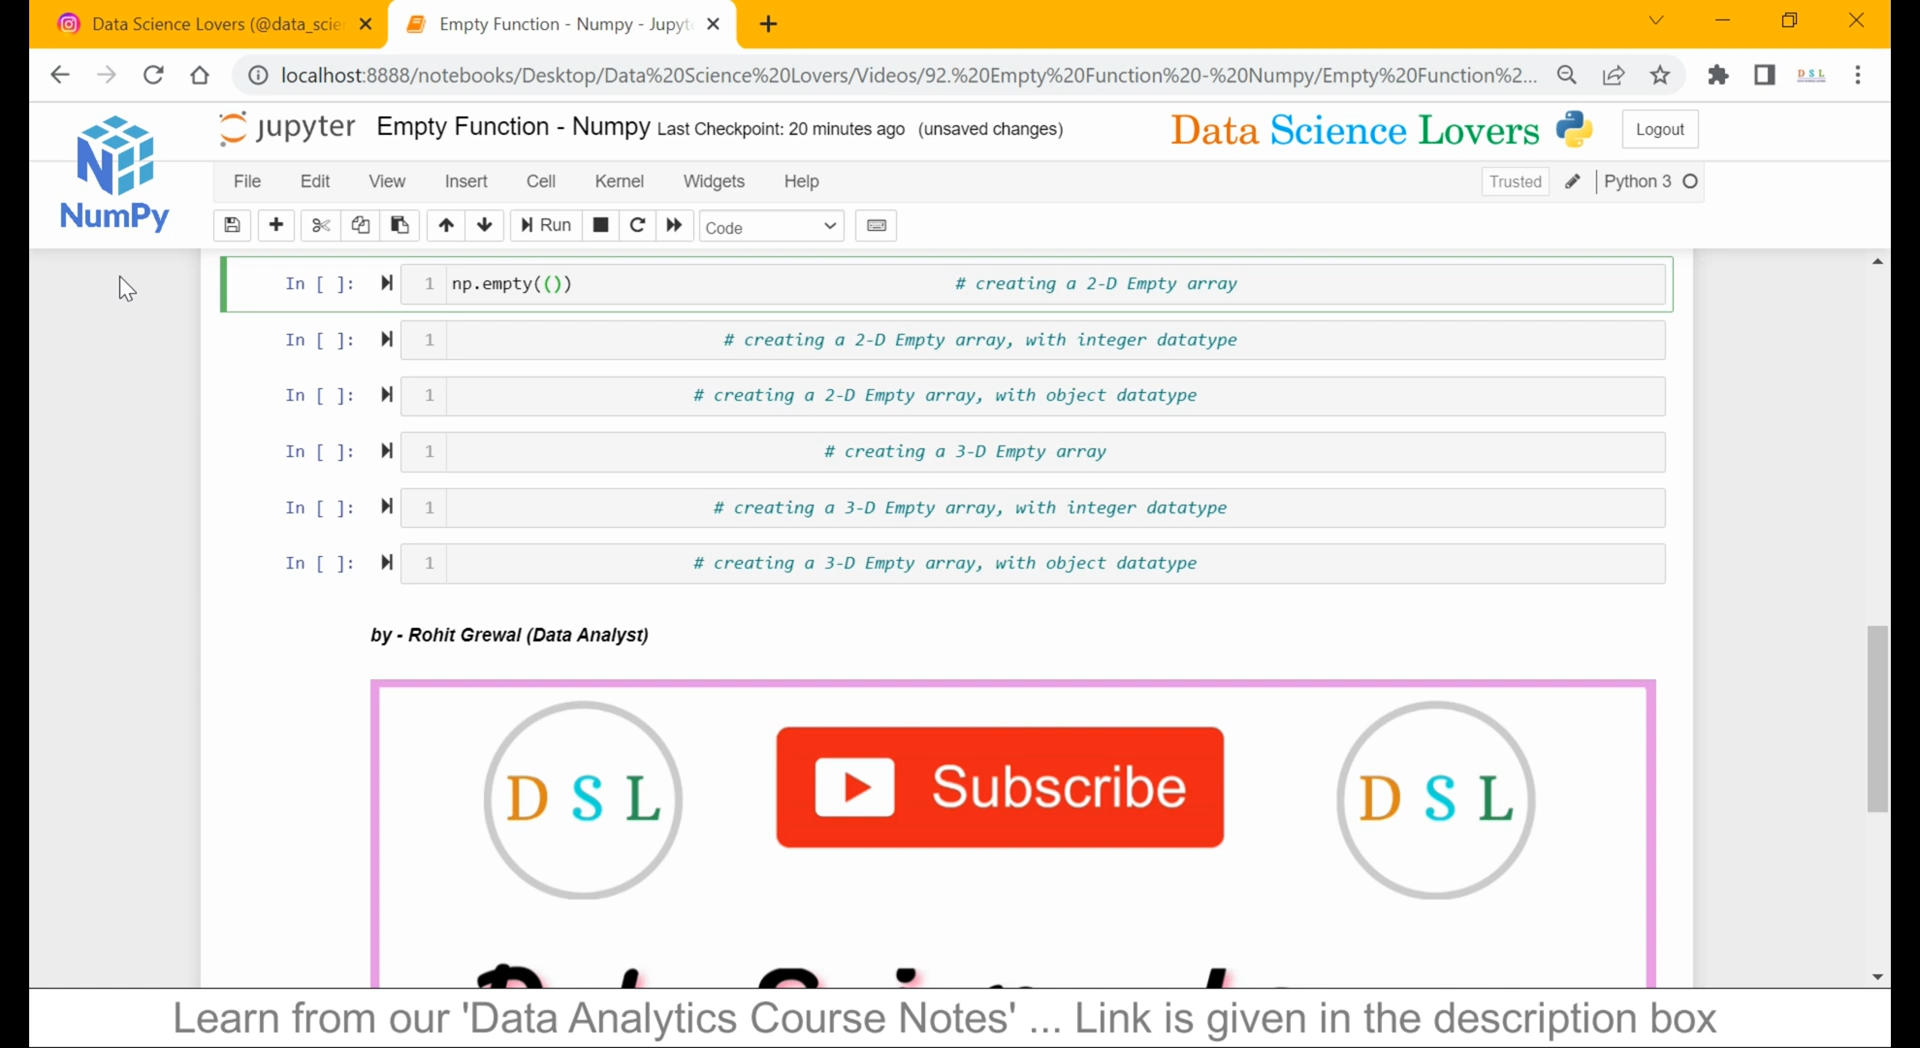 Data Science Lovers (@data_scie
Empty Function - Numpy - Jupyt
localhost:8888/notebooks/Desktop/Data%20Science%20Lovers/Videos/92.%20Empty%20Function%20-%20Numpy/Empty%20Function%2...
D S L
NumPy
jupyter Empty Function - Numpy Last Checkpoint: 20 minutes ago (unsaved changes)
Data Science Lovers
Logout
File Edit View Insert Cell Kernel Widgets Help
Trusted
Python 3
Run
Code
In [ ]: 1 np.empty(()) # creating a 2-D Empty array
In [ ]: 1 # creating a 2-D Empty array, with integer datatype
In [ ]: 1 # creating a 2-D Empty array, with object datatype
In [ ]: 1 # creating a 3-D Empty array
In [ ]: 1 # creating a 3-D Empty array, with integer datatype
In [ ]: 1 # creating a 3-D Empty array, with object datatype
by - Rohit Grewal (Data Analyst)
D S L
Subscribe
D S L
Learn from our 'Data Analytics Course Notes' ... Link is given in the description box